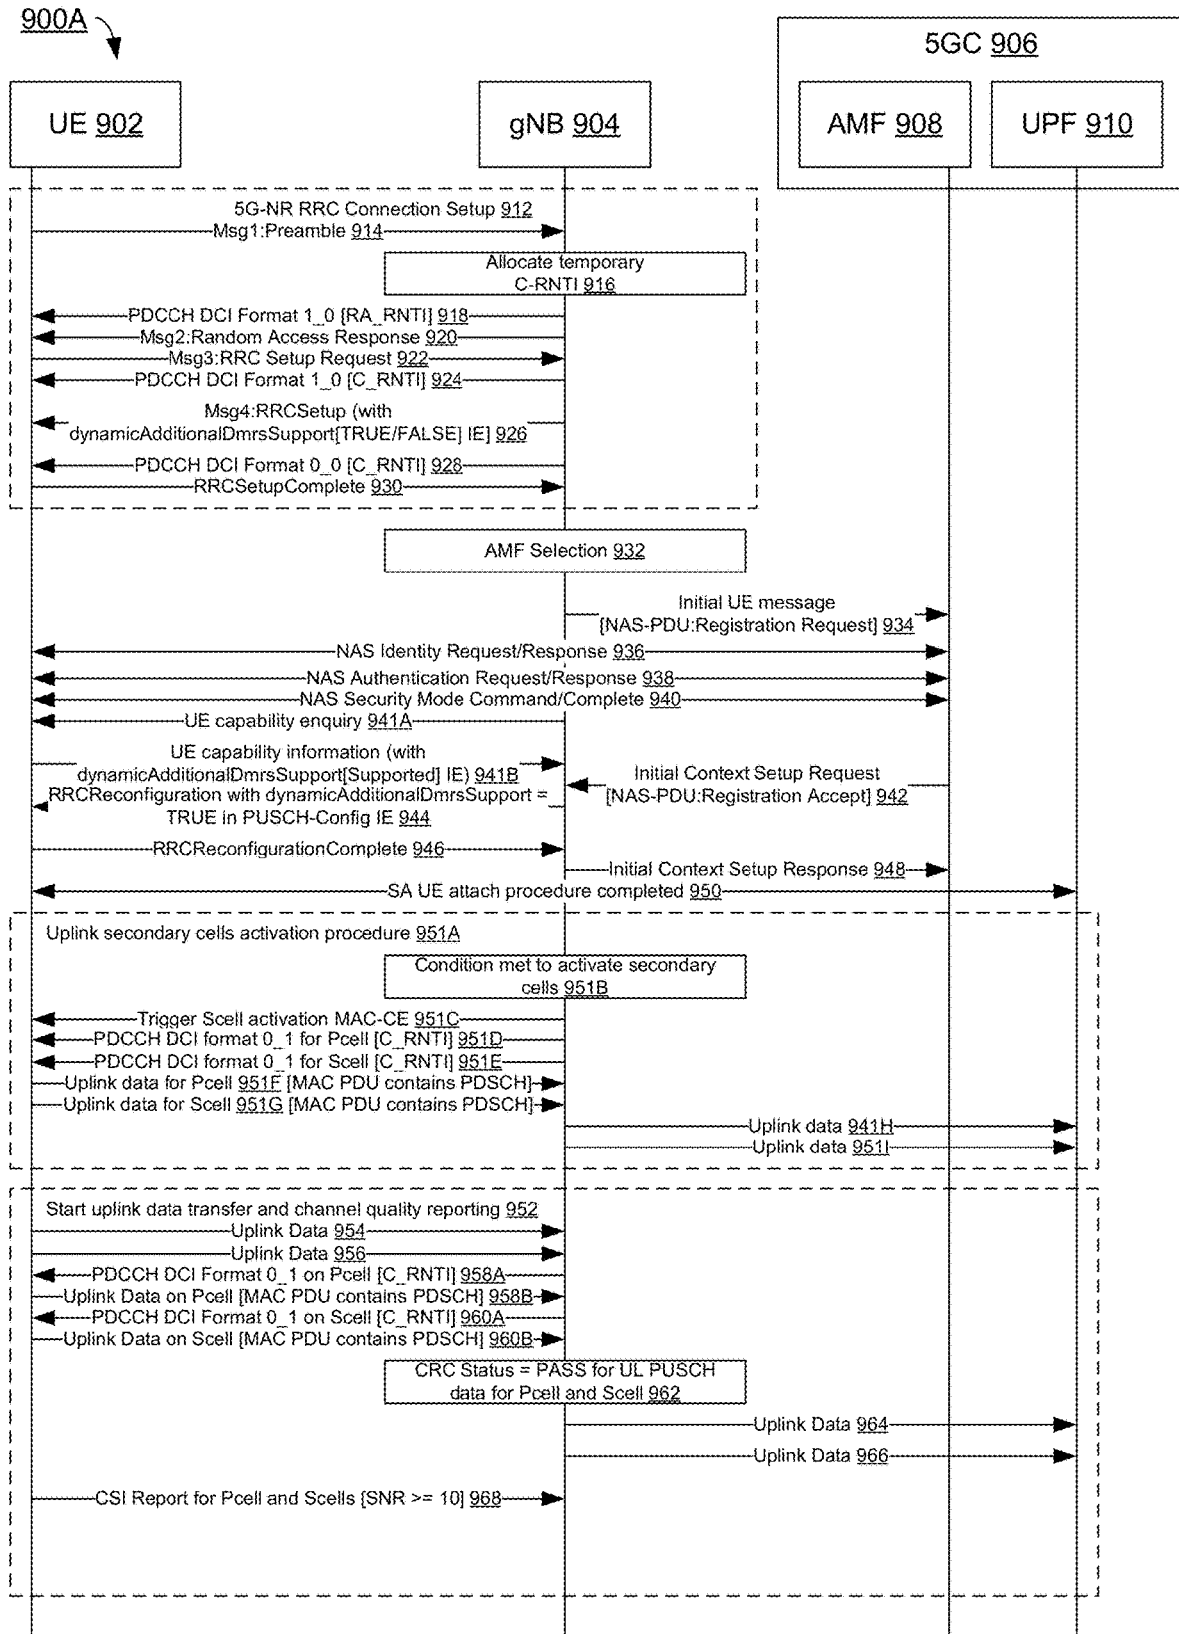 900A
5GC 906
UE 902
gNB 904
AMF 908
UPF 910
5G-NR RRC Connection Setup 912
Msg1:Preamble 914
Allocate temporary
C-RNTI 916
PDCCH DCI Format 1_0 [RA_RNTI] 918
Msg2:Random Access Response 920
Msg3:RRC Setup Request 922
PDCCH DCI Format 1_0 [C_RNTI] 924
Msg4:RRCSetup (with
dynamicAdditionalDmrsSupport[TRUE/FALSE] IE] 926
PDCCH DCI Format 0_0 [C_RNTI] 928
RRCSetupComplete 930
AMF Selection 932
Initial UE message
[NAS-PDU:Registration Request] 934
NAS Identity Request/Response 936
NAS Authentication Request/Response 938
NAS Security Mode Command/Complete 940
UE capability enquiry 941A
UE capability information (with
dynamicAdditionalDmrsSupport[Supported] IE) 941B
Initial Context Setup Request
[NAS-PDU:Registration Accept] 942
RRCReconfiguration with dynamicAdditionalDmrsSupport =
TRUE in PUSCH-Config IE 944
RRCReconfigurationComplete 946
Initial Context Setup Response 948
SA UE attach procedure completed 950
Uplink secondary cells activation procedure 951A
Condition met to activate secondary
cells 951B
Trigger Scell activation MAC-CE 951C
PDCCH DCI format 0_1 for Pcell [C_RNTI] 951D
PDCCH DCI format 0_1 for Scell [C_RNTI] 951E
Uplink data for Pcell 951F [MAC PDU contains PDSCH]
Uplink data for Scell 951G [MAC PDU contains PDSCH]
Uplink data 941H
Uplink data 951I
Start uplink data transfer and channel quality reporting 952
Uplink Data 954
Uplink Data 956
PDCCH DCI Format 0_1 on Pcell [C_RNTI] 958A
Uplink Data on Pcell [MAC PDU contains PDSCH] 958B
PDCCH DCI Format 0_1 on Scell [C_RNTI] 960A
Uplink Data on Scell [MAC PDU contains PDSCH] 960B
CRC Status = PASS for UL PUSCH
data for Pcell and Scell 962
Uplink Data 964
Uplink Data 966
CSI Report for Pcell and Scells [SNR >= 10] 968